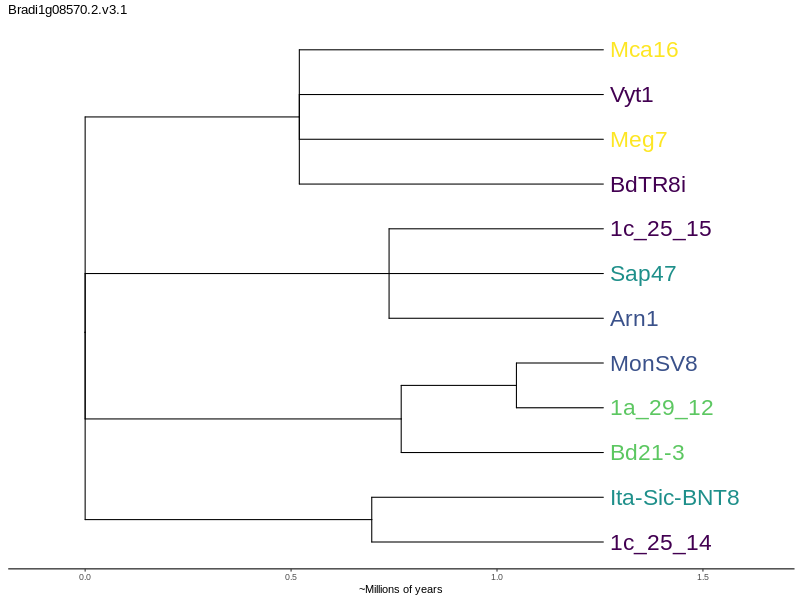 Bradi1g08570.2.v3.1
Mca16
Vyt1
Meg7
BdTR8i
1c_25_15
Sap47
Arn1
MonSV8
1a_29_12
Bd21-3
Ita-Sic-BNT8
1c_25_14
0.0 0.5 1.0 1.5
~Millions of years